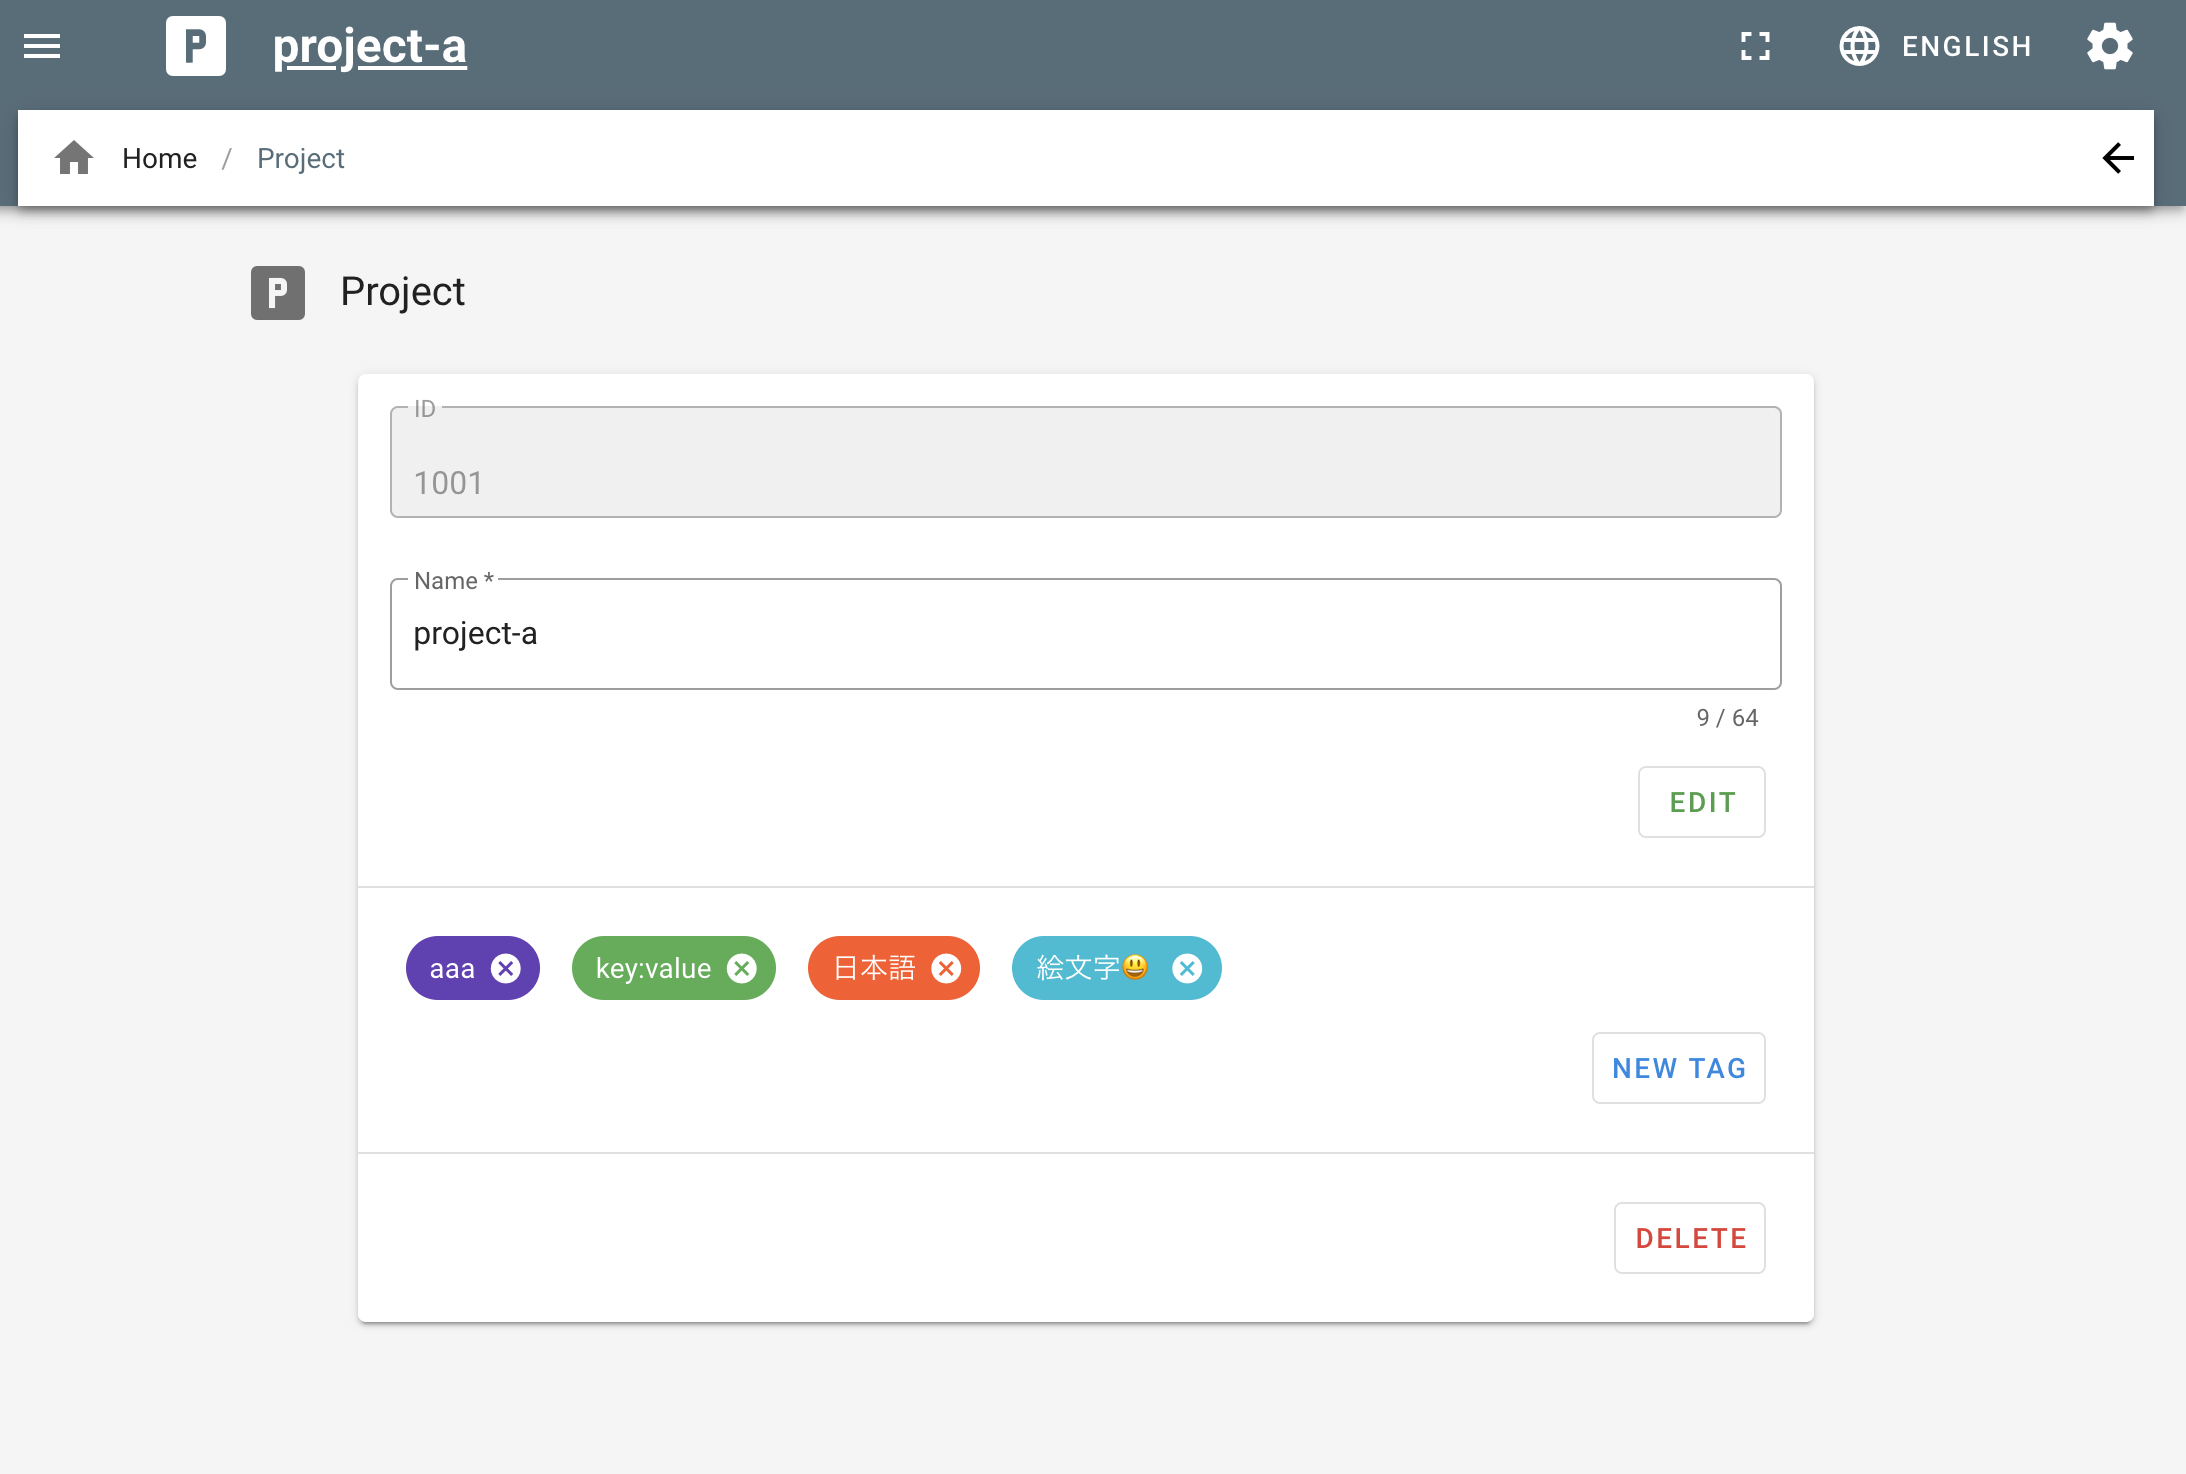 P project-a ENGLISH
Home / Project
P Project
ID
1001
Name *
project-a
9 / 64
EDIT
aaa key:value 日本語 絵文字😃
NEW TAG
DELETE